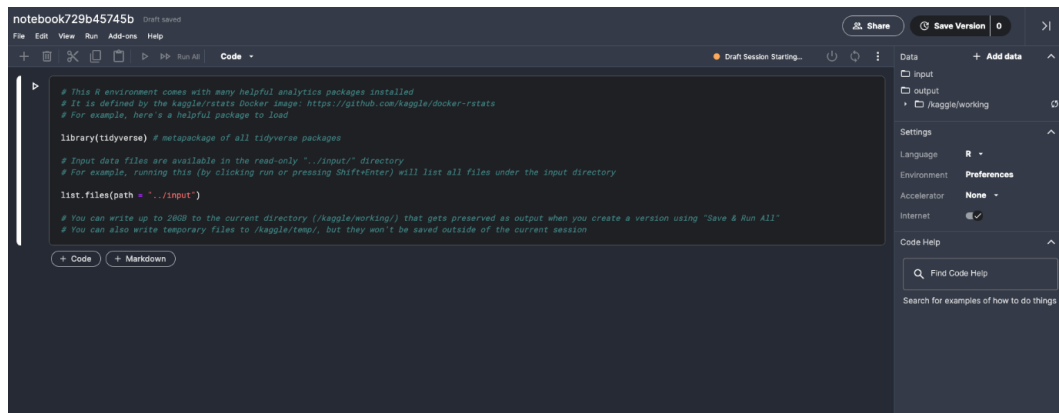 notebook729b45745b Draft saved
File Edit View Run Add-ons Help
Share
Save Version 0
Run All Code
Draft Session Starting...
# This R environment comes with many helpful analytics packages installed
# It is defined by the kaggle/rstats Docker image: https://github.com/kaggle/docker-rstats
# For example, here's a helpful package to load
library(tidyverse) # metapackage of all tidyverse packages
# Input data files are available in the read-only "../input/" directory
# For example, running this (by clicking run or pressing Shift+Enter) will list all files under the input directory
list.files(path = "../input")
# You can write up to 20GB to the current directory (/kaggle/working/) that gets preserved as output when you create a version using "Save & Run All"
# You can also write temporary files to /kaggle/temp/, but they won't be saved outside of the current session
+ Code + Markdown
Data + Add data
input
output
/kaggle/working
Settings
Language R
Environment Preferences
Accelerator None
Internet
Code Help
Find Code Help
Search for examples of how to do things